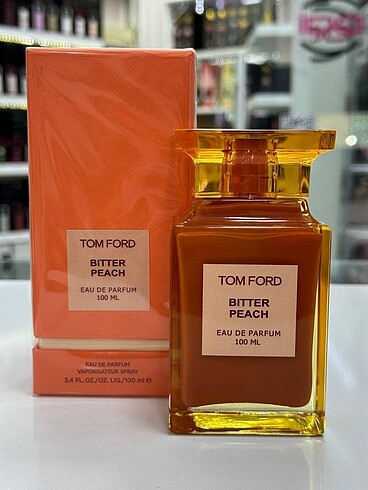 TOM FORD
BITTER
PEACH
EAU DE PARFUM
100 ML
EAU DE PARFUM
VAPORISATEUR SPRAY
3.4 FL.OZ./OZ. LIQ./100 ml e
TOM FORD
BITTER
PEACH
EAU DE PARFUM
100 ML